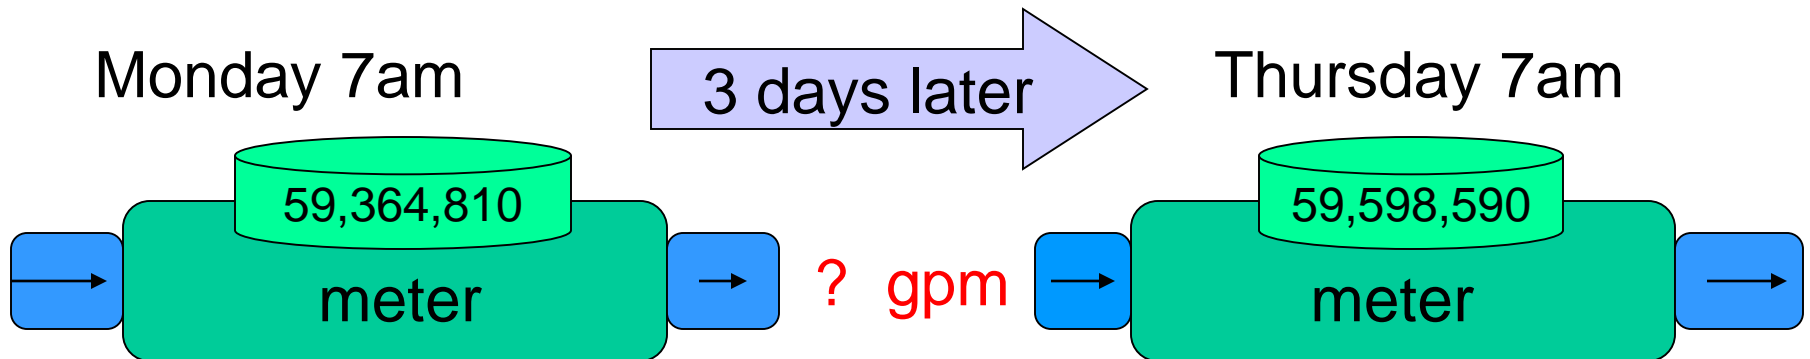 Monday 7am
3 days later
Thursday 7am
59,364,810
59,598,590
meter
? gpm
meter